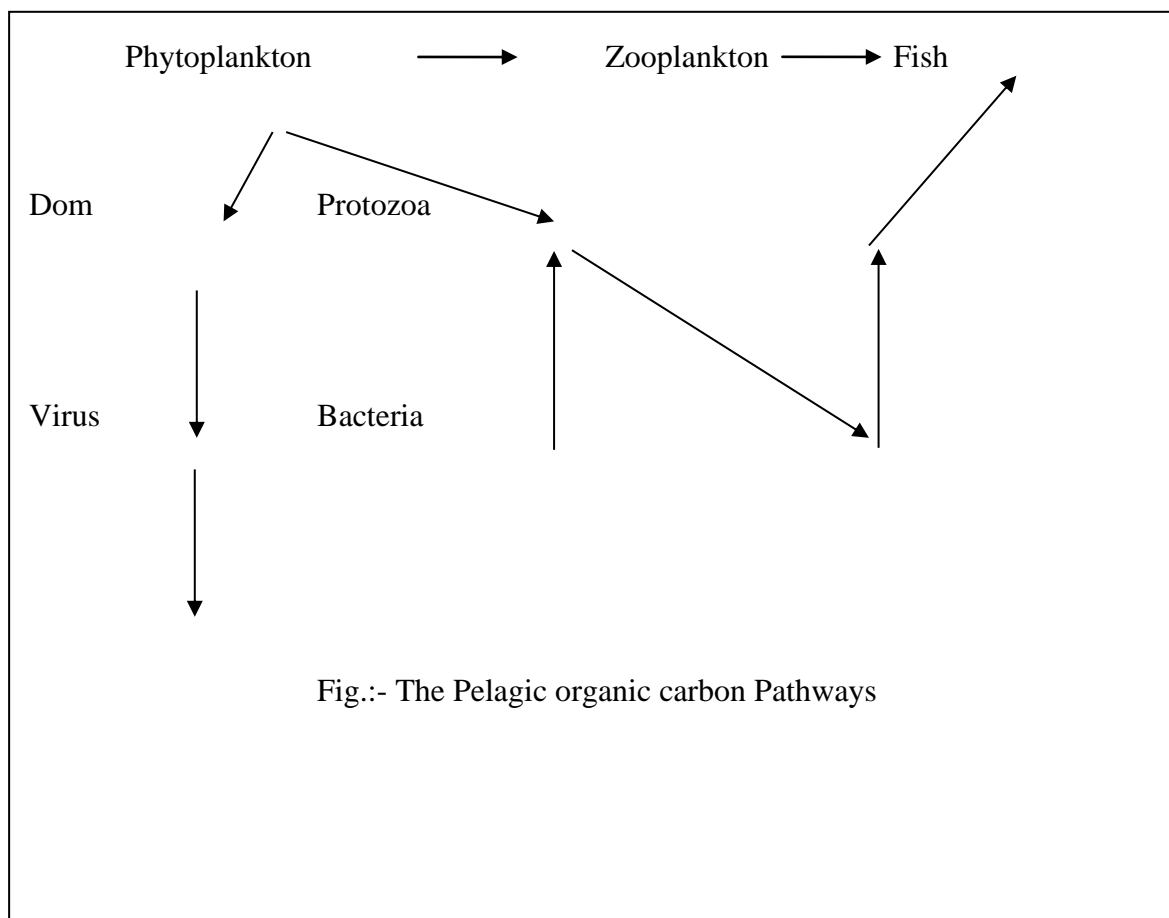 Phytoplankton Zooplankton Fish
Dom Protozoa
Virus Bacteria
Fig.:- The Pelagic organic carbon Pathways